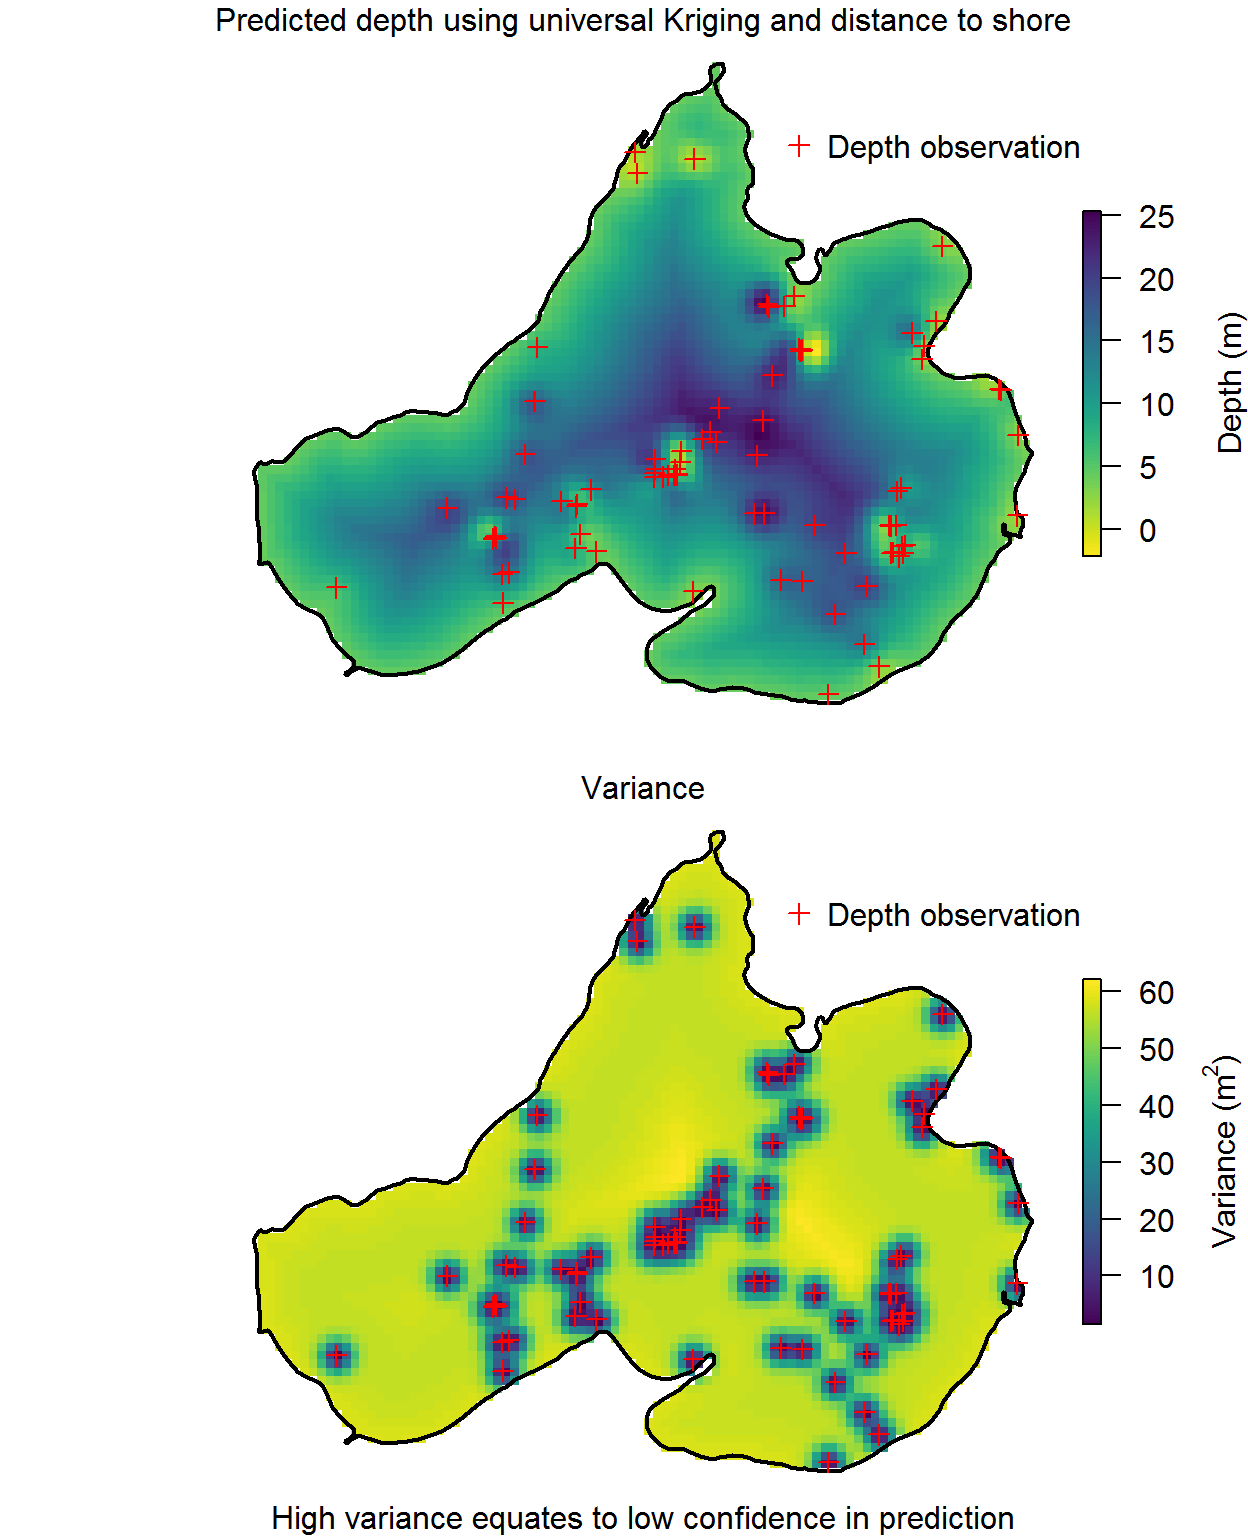 Predicted depth using universal Kriging and distance to shore
Depth observation
25
20
15
10
5
0
Depth (m)
Variance
Depth observation
60
50
40
30
20
10
Variance (m²)
High variance equates to low confidence in prediction